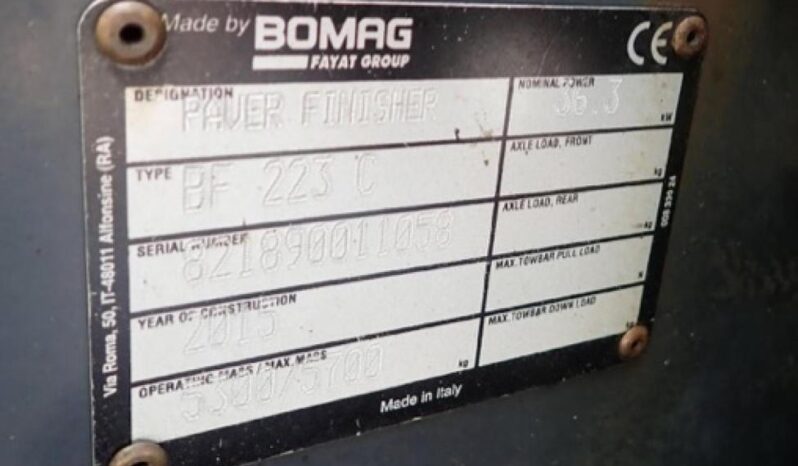 Made by BOMAG CE
FAYAT GROUP
DESIGNATION
PAVER FINISHER
NOMINAL POWER
36.3
kW
TYPE
BF 223 C
AXLE LOAD, FRONT
kg
SERIAL NUMBER
821890011058
AXLE LOAD, REAR
kg
YEAR OF CONSTRUCTION
2015
MAX. TOWBAR PULL LOAD
N
OPERATING MASS / MAX. MASS
5300/5700
kg
MAX. TOWBAR DOWN LOAD
Made in Italy
Via Roma, 50, IT-48011 Alfonsine (RA)